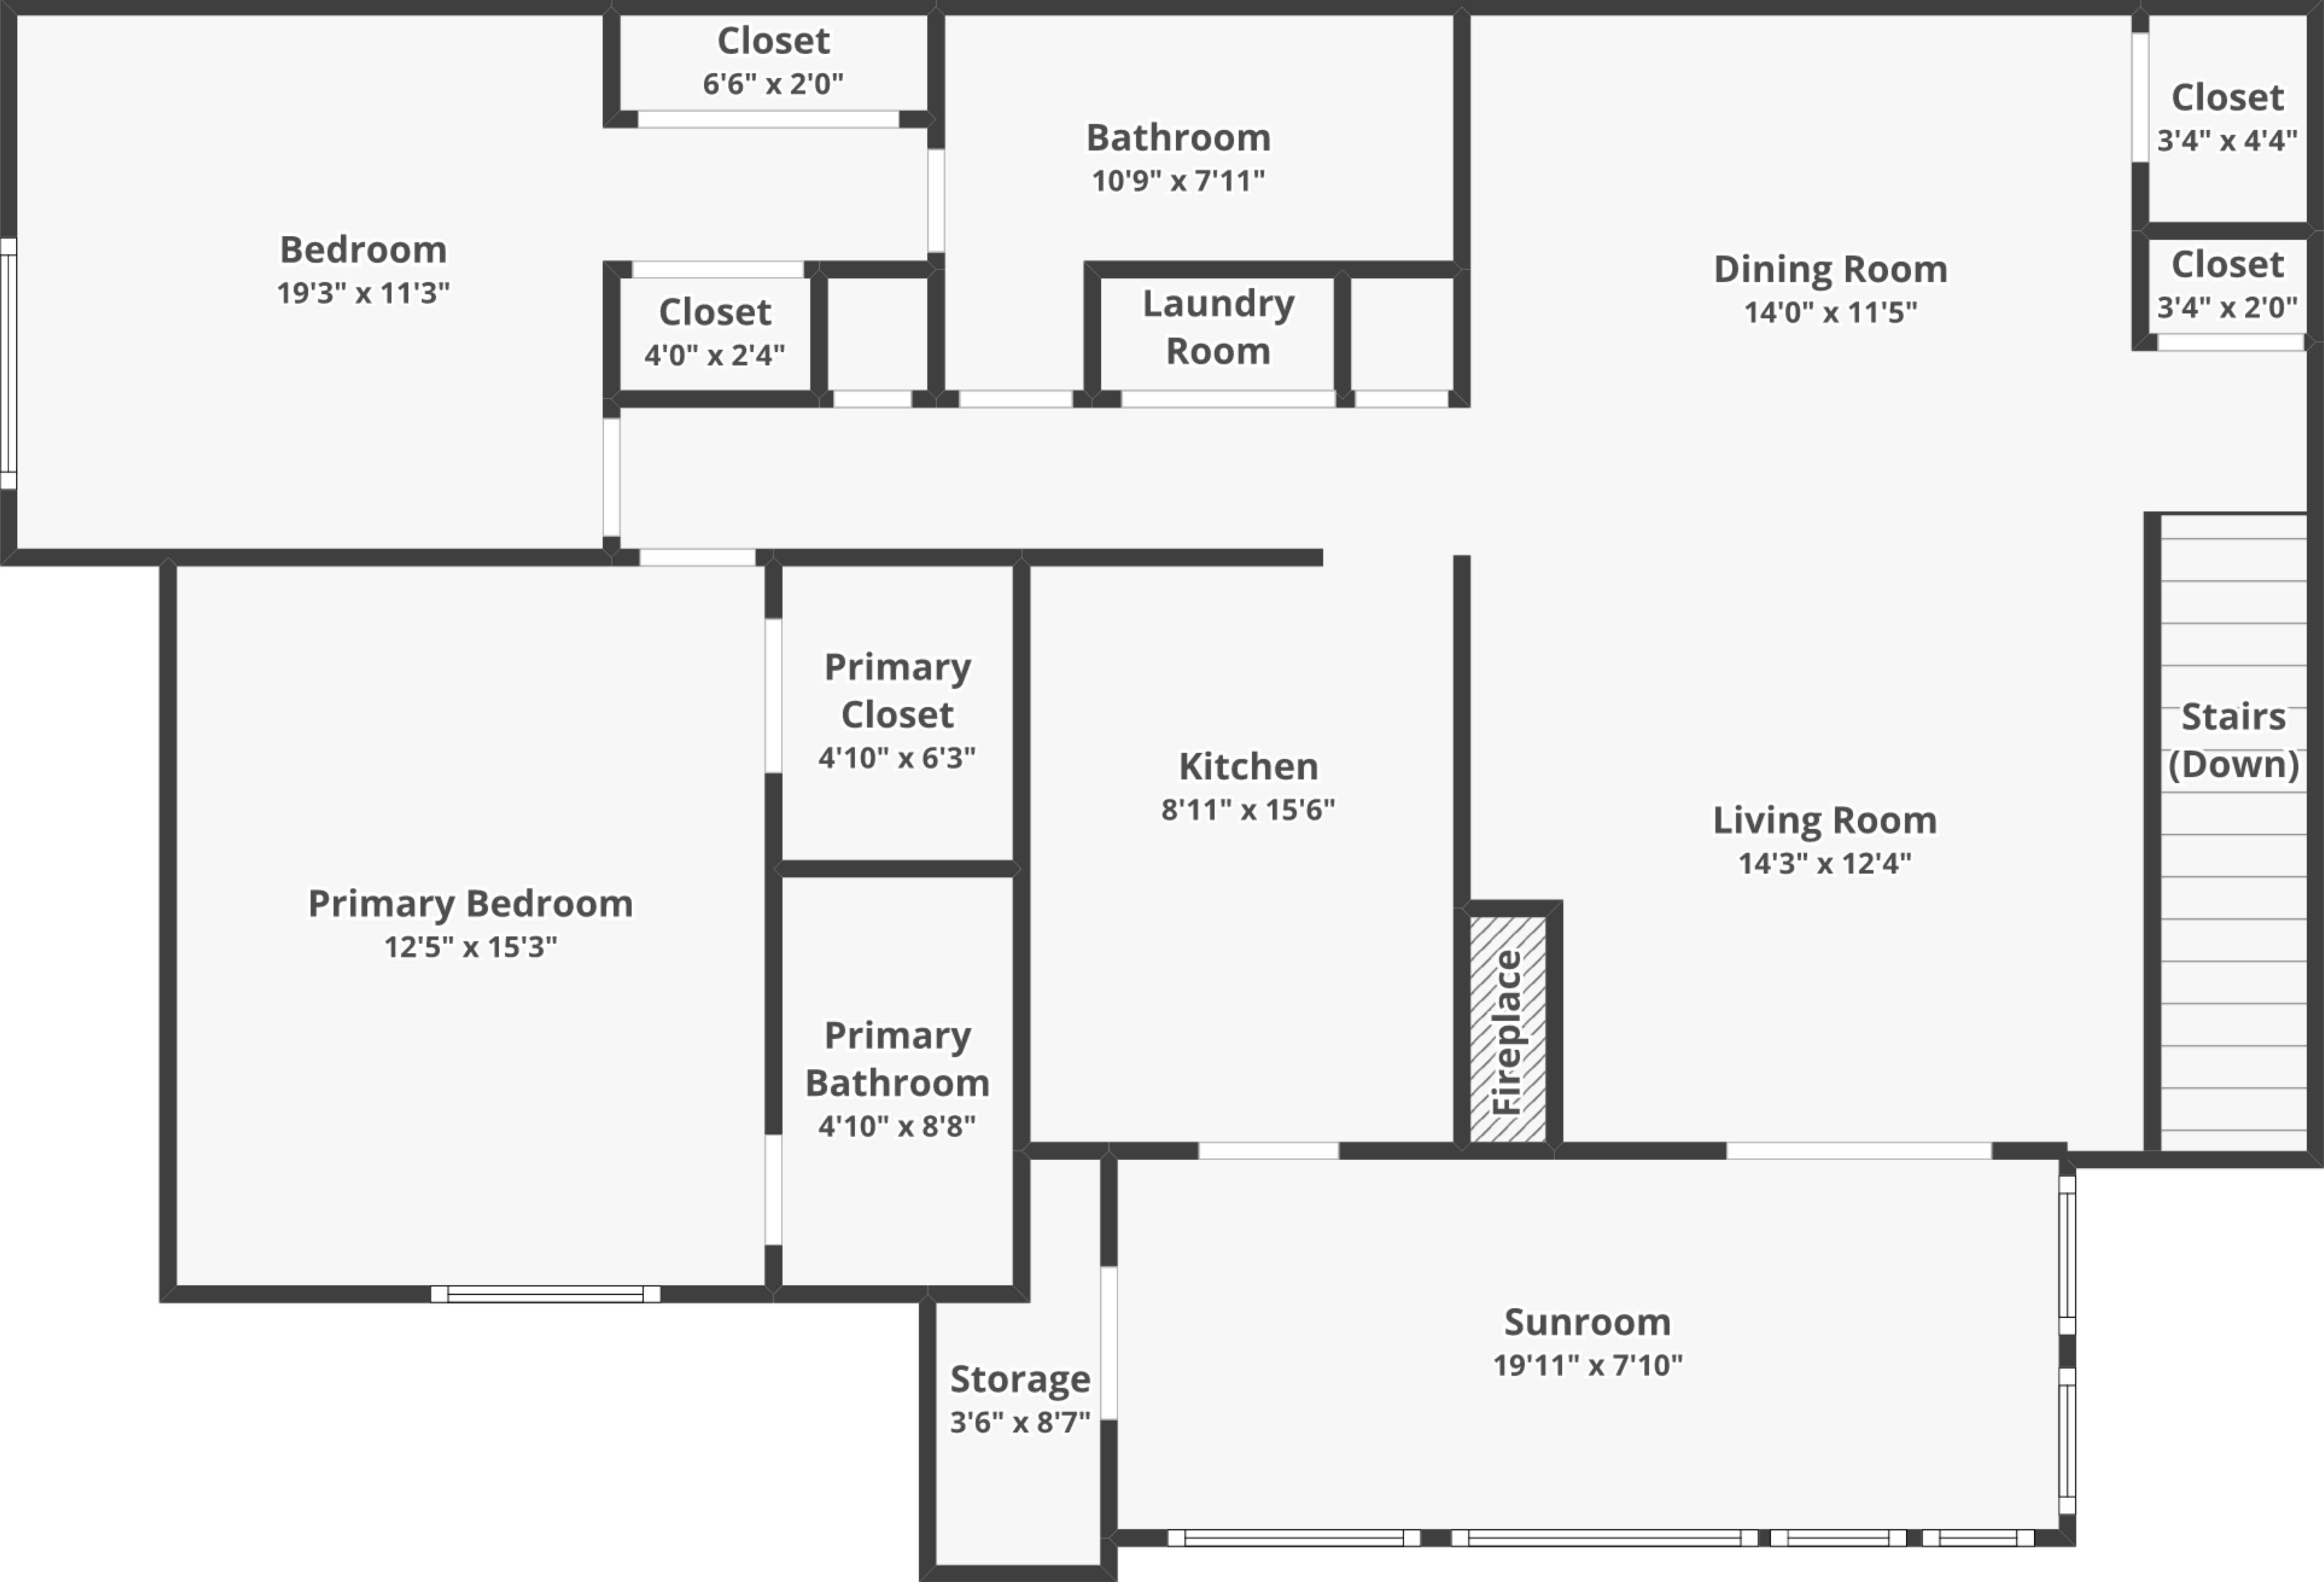 Closet
6'6" x 2'0"
Bathroom
10'9" x 7'11"
Closet
3'4" x 4'4"
Bedroom
19'3" x 11'3"
Dining Room
14'0" x 11'5"
Closet
3'4" x 2'0"
Closet
4'0" x 2'4"
Laundry
Room
Primary
Closet
4'10" x 6'3"
Kitchen
8'11" x 15'6"
Living Room
14'3" x 12'4"
Stairs
(Down)
Primary Bedroom
12'5" x 15'3"
Primary
Bathroom
4'10" x 8'8"
Fireplace
Storage
3'6" x 8'7"
Sunroom
19'11" x 7'10"